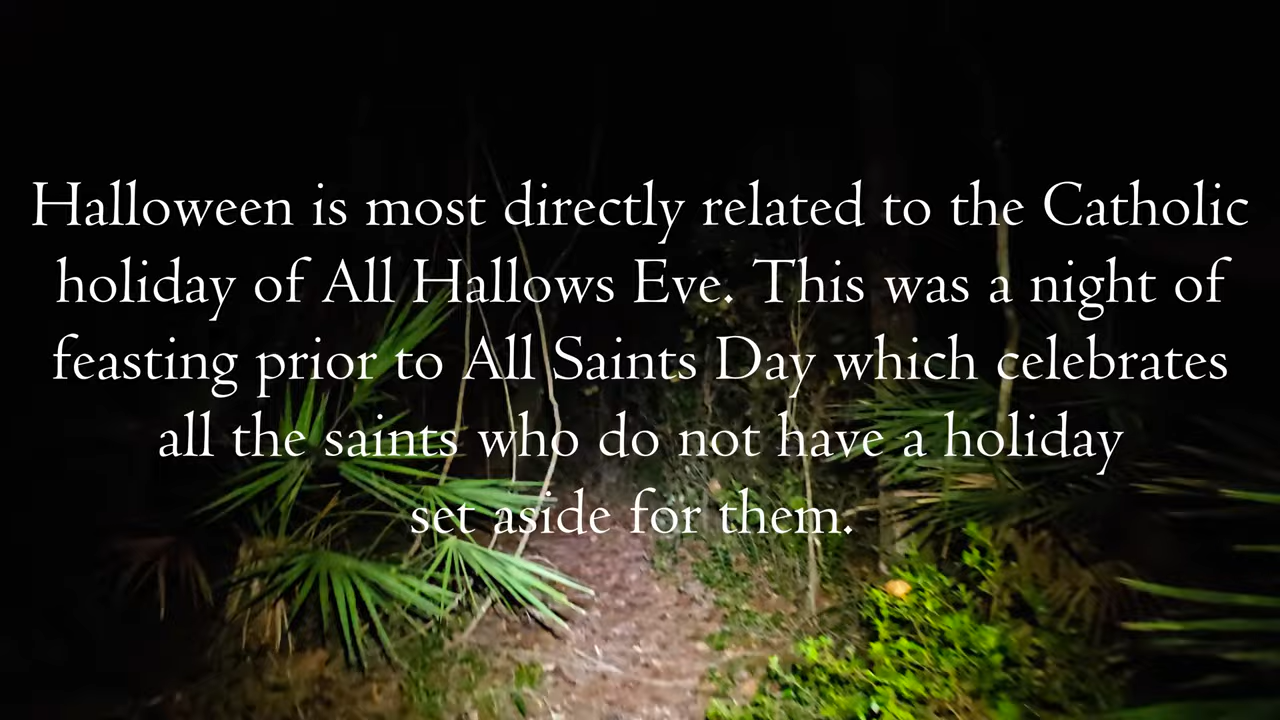 Halloween is most directly related to the Catholic
holiday of All Hallows Eve. This was a night of
feasting prior to All Saints Day which celebrates
all the saints who do not have a holiday
set aside for them.